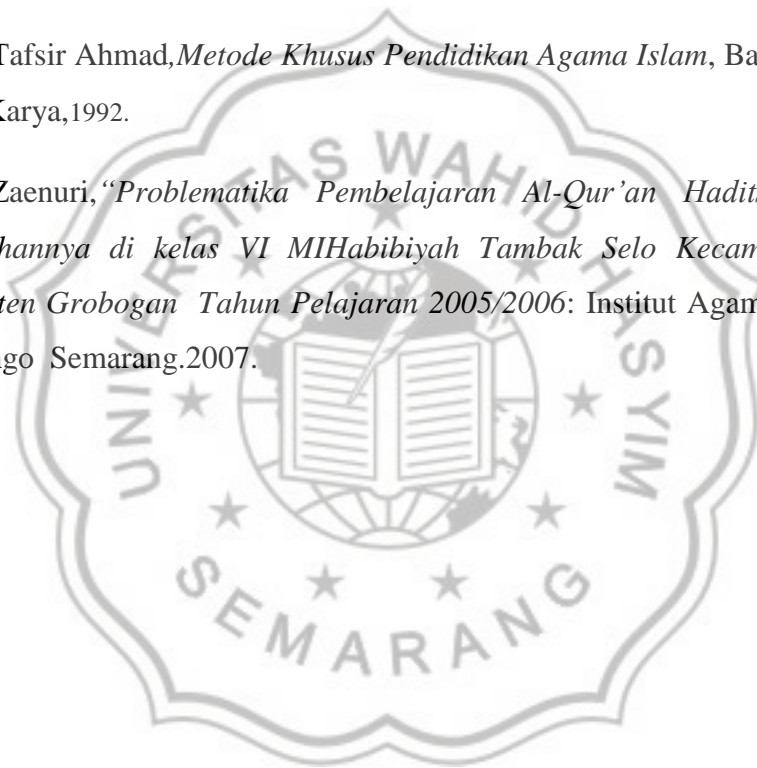 Tafsir Ahmad,Metode Khusus Pendidikan Agama Islam, Ba
Karya,1992.
Zaenuri,“Problematika Pembelajaran Al-Qur’an Hadit
hannya di kelas VI MIHabibiyah Tambak Selo Kecam
ten Grobogan Tahun Pelajaran 2005/2006: Institut Agam
ngo Semarang.2007.
UNIVERSITAS WAHID HASYIM
SEMARANG